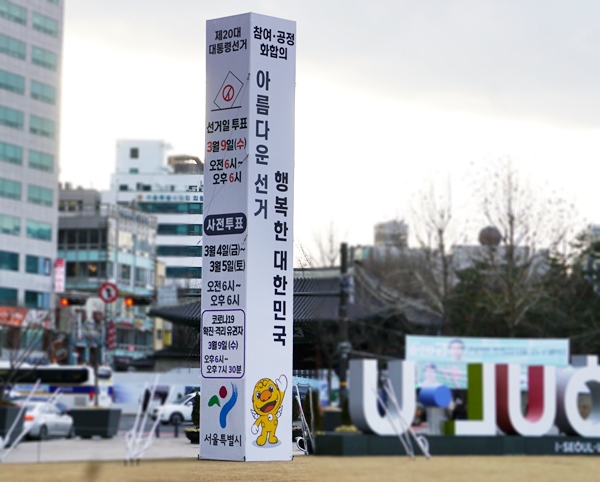 제20대
대통령선거
선거일 투표
3월 9일(수)
오전 6시~
오후 6시
사전투표
3월 4일(금)~
3월 5일(토)
오전 6시~
오후 6시
코로나19
확진·격리 유권자
3월 9일(수)
오후 6시~
오후 7시 30분
서울특별시
참여·공정
화합의
아름다운 선거
행복한 대한민국
I·SEOUL·